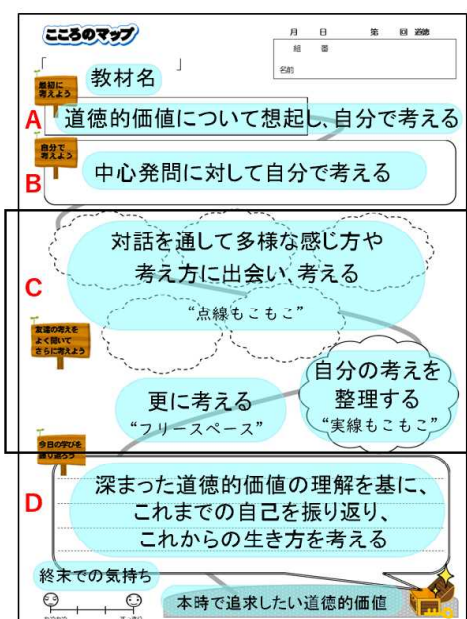 こころのマップ
月 日 第 回 道徳
組 番
名前
「 教材名 」
最初に
考えよう
A 道徳的価値について想起し、自分で考える
自分で
考えよう
B 中心発問に対して自分で考える
対話を通して多様な感じ方や
考え方に出会い、考える
C
“点線もこもこ”
友達の考えを
よく聞いて
さらに考えよう
自分の考えを
整理する
“実線もこもこ”
更に考える
“フリースペース”
今日の学びを
振り返ろう
D 深まった道徳的価値の理解を基に、
これまでの自己を振り返り、
これからの生き方を考える
終末での気持ち
本時で追求したい道徳的価値